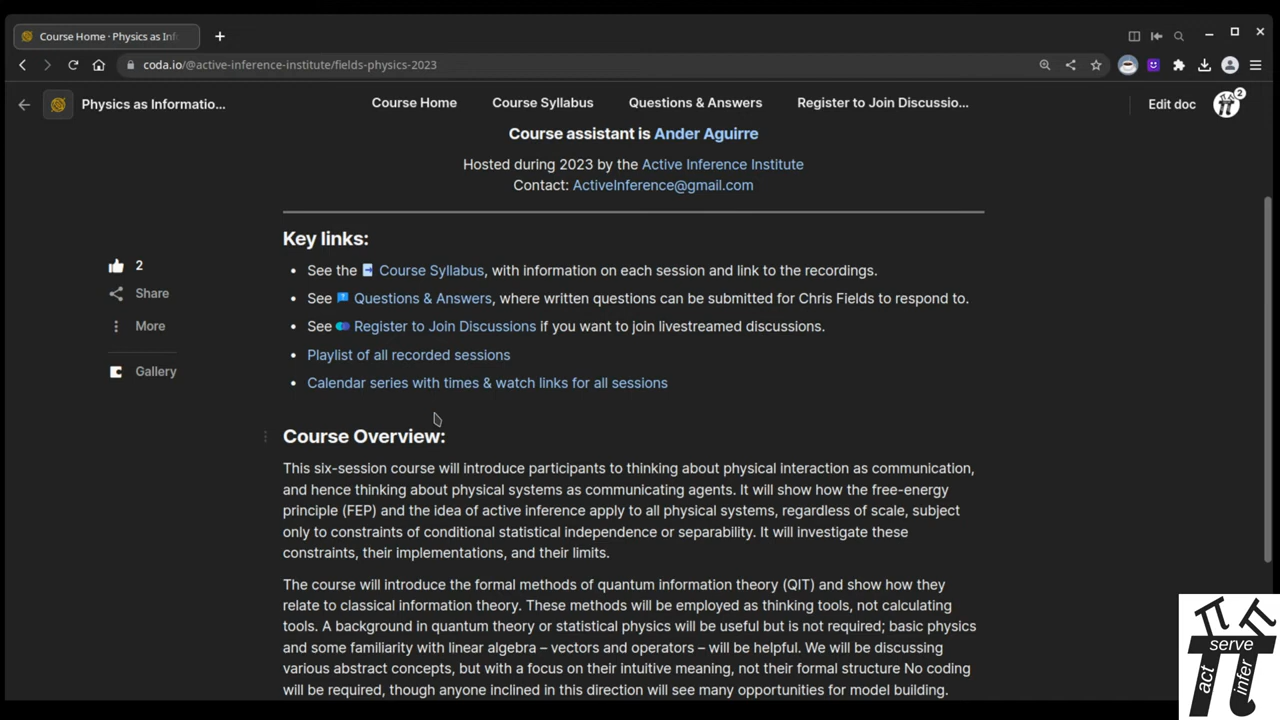 Course Home · Physics as Inf
coda.io/@active-inference-institute/fields-physics-2023
Physics as Informatio...
Course Home
Course Syllabus
Questions & Answers
Register to Join Discussio...
Edit doc
2
Course assistant is Ander Aguirre
Hosted during 2023 by the Active Inference Institute
Contact: ActiveInference@gmail.com
2
Share
More
Gallery
Key links:
• See the Course Syllabus, with information on each session and link to the recordings.
• See Questions & Answers, where written questions can be submitted for Chris Fields to respond to.
• See Register to Join Discussions if you want to join livestreamed discussions.
• Playlist of all recorded sessions
• Calendar series with times & watch links for all sessions
Course Overview:
This six-session course will introduce participants to thinking about physical interaction as communication,
and hence thinking about physical systems as communicating agents. It will show how the free-energy
principle (FEP) and the idea of active inference apply to all physical systems, regardless of scale, subject
only to constraints of conditional statistical independence or separability. It will investigate these
constraints, their implementations, and their limits.
The course will introduce the formal methods of quantum information theory (QIT) and show how they
relate to classical information theory. These methods will be employed as thinking tools, not calculating
tools. A background in quantum theory or statistical physics will be useful but is not required; basic physics
and some familiarity with linear algebra – vectors and operators – will be helpful. We will be discussing
various abstract concepts, but with a focus on their intuitive meaning, not their formal structure No coding
will be required, though anyone inclined in this direction will see many opportunities for model building.
serve
act
infer